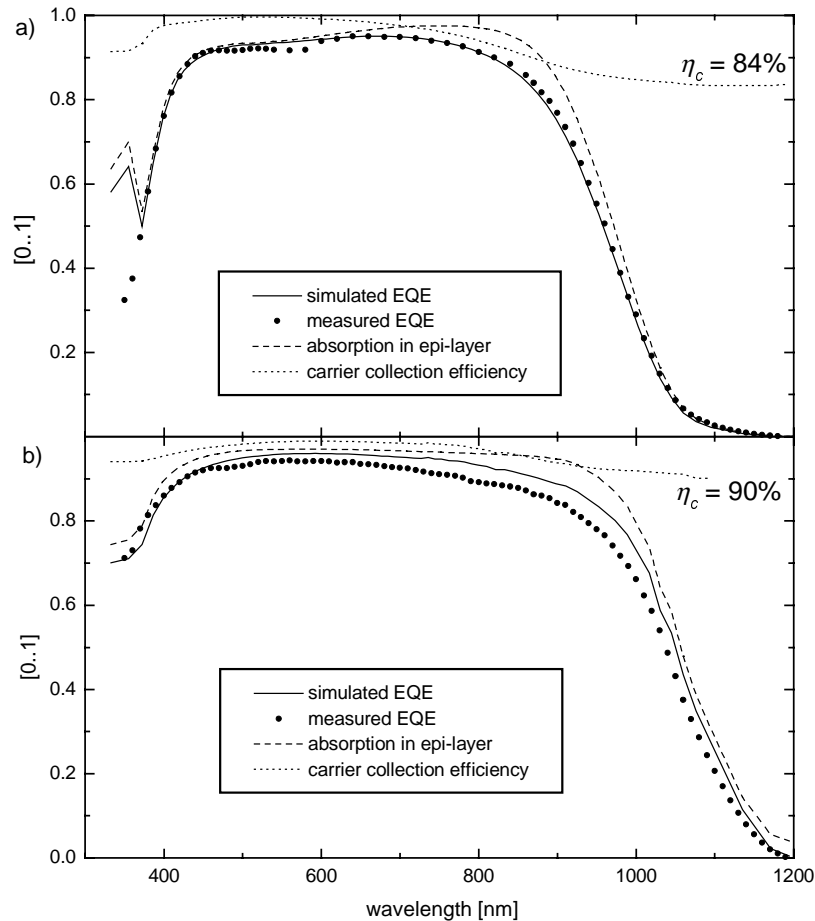 a)
1.0
0.8
0.6
0.4
0.2
[0..1]
η_c = 84%
simulated EQE
measured EQE
absorption in epi-layer
carrier collection efficiency
b)
0.8
0.6
0.4
0.2
0.0
[0..1]
η_c = 90%
simulated EQE
measured EQE
absorption in epi-layer
carrier collection efficiency
400 600 800 1000 1200
wavelength [nm]